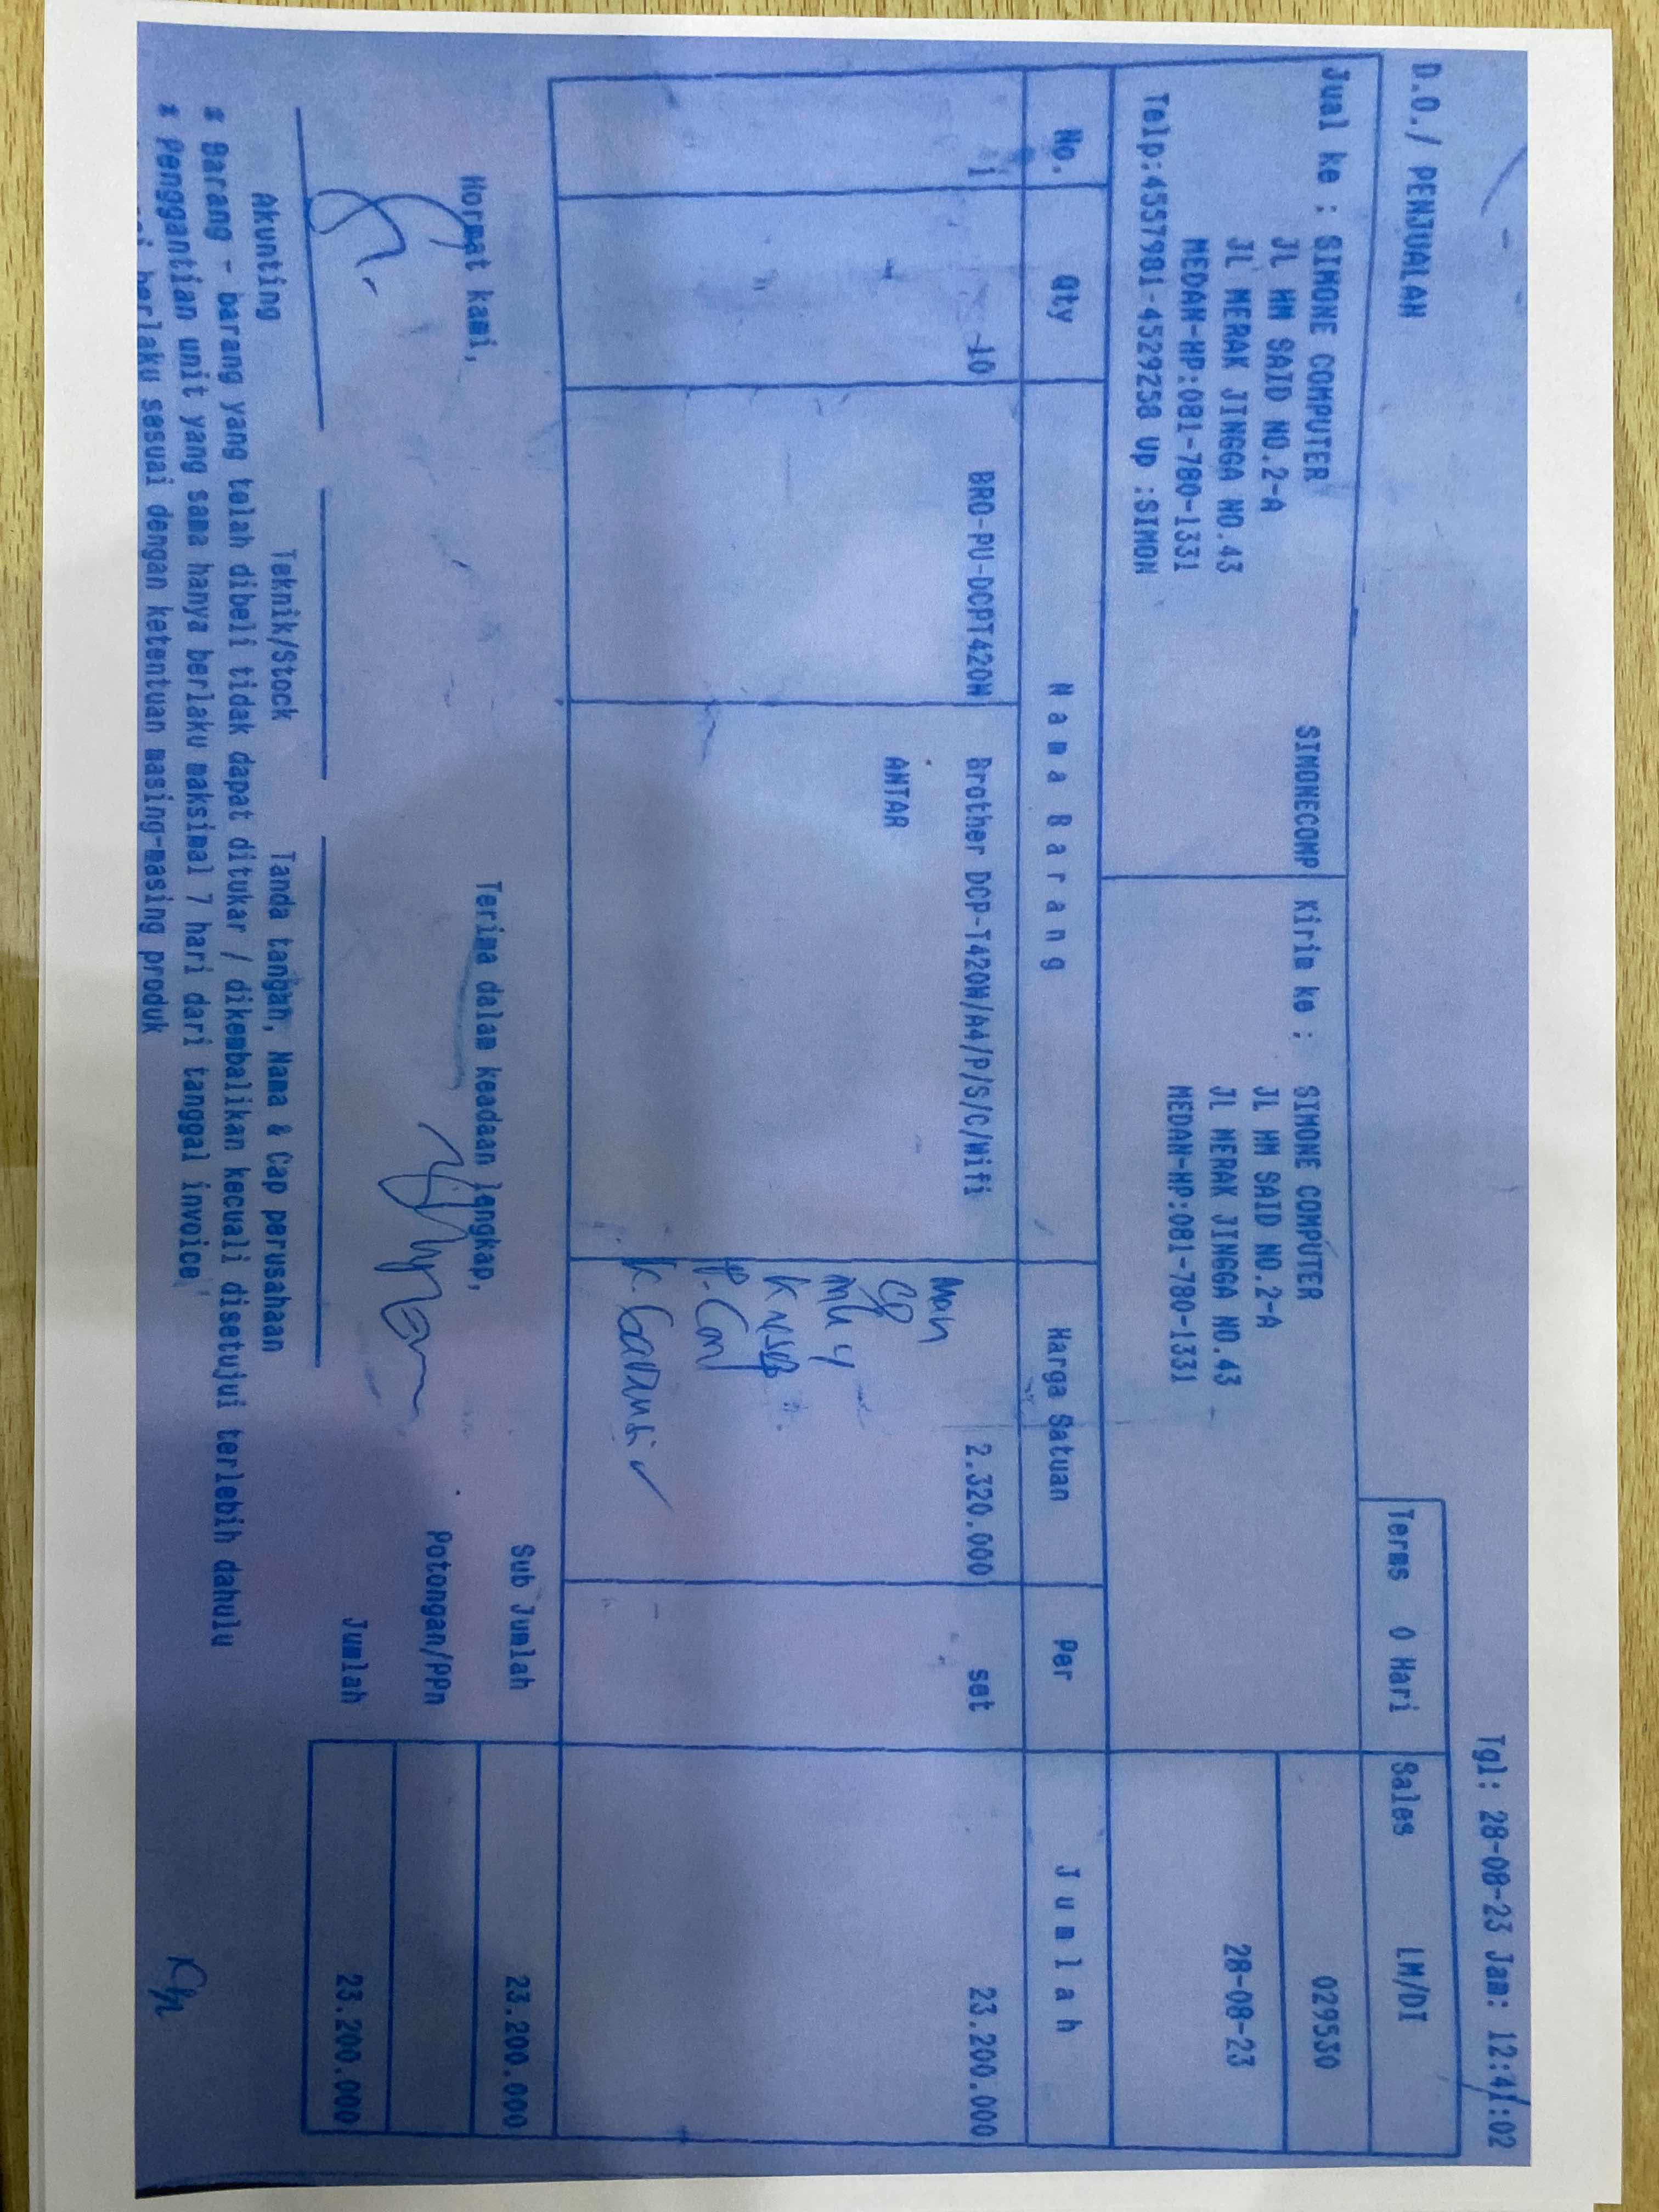 Tgl: 28-08-23 Jam: 12:41:02
D.O./ PENJUALAN
Terms 0 Hari Sales LM/DI
Jual ke : SIMONE COMPUTER SIMONECOMP
JL HM SAID NO.2-A
JL MERAK JINGGA NO.43
MEDAN-HP:081-780-1331
Telp:4557981-4529258 Up :SIMON
Kirim ke : SIMONE COMPUTER
JL HM SAID NO.2-A
JL MERAK JINGGA NO.43
MEDAN-HP:081-780-1331
029530
28-08-23
No. Qty Nama Barang Harga Satuan Per Jumlah
1 10 BRO-PU-DCPT420W Brother DCP-T420W/A4/P/S/C/Wifi 2.320.000 set 23.200.000
ANTAR
Man
CD
K. Garansi
Sub Jumlah 23.200.000
Hormat kami, Terima dalam keadaan lengkap,
Potongan/PPn
Jumlah 23.200.000
Akunting Teknik/Stock Tanda tangan, Nama & Cap perusahaan
* Barang - barang yang telah dibeli tidak dapat ditukar / dikembalikan kecuali disetujui terlebih dahulu
* Penggantian unit yang sama hanya berlaku maksimal 7 hari dari tanggal invoice
berlaku sesuai dengan ketentuan masing-masing produk